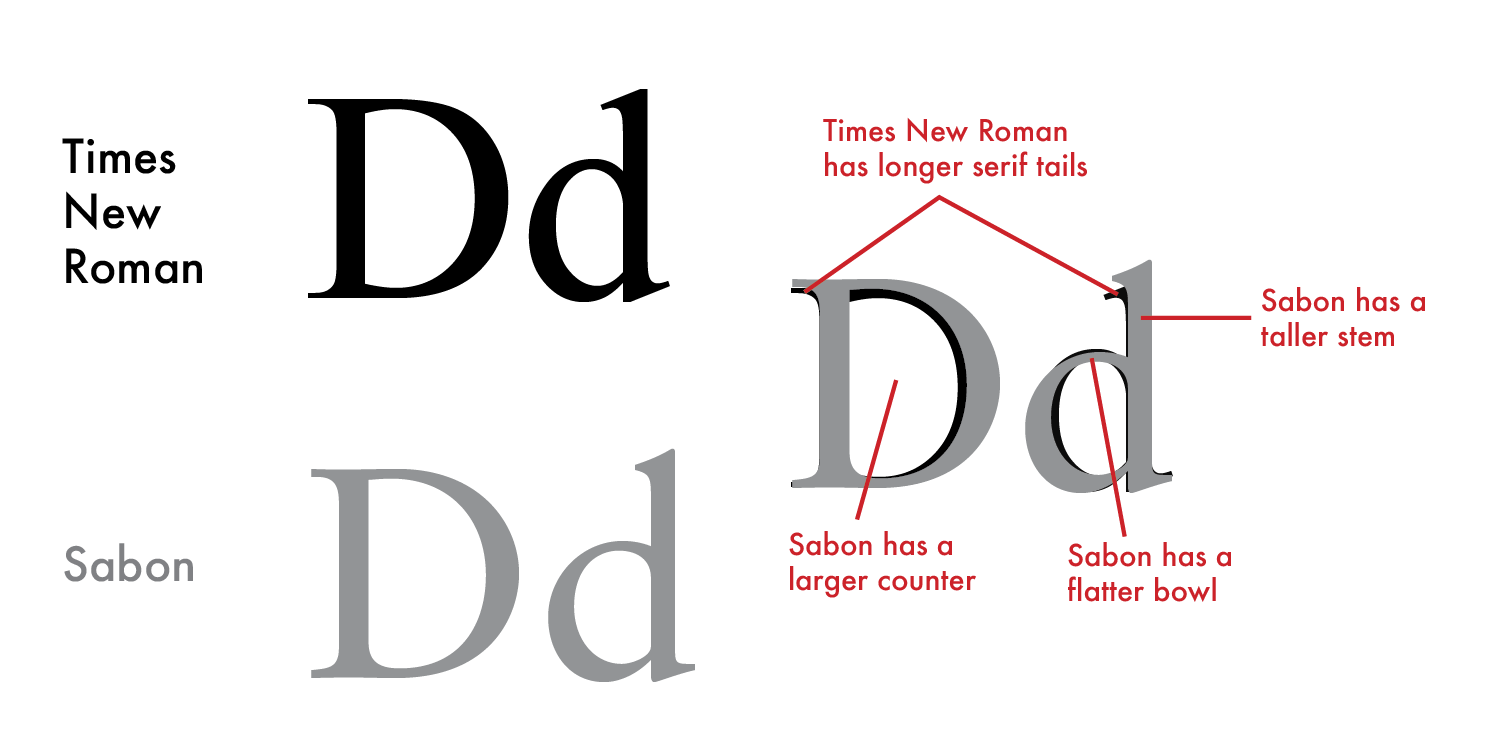 Times
New
Roman
Dd
Times New Roman
has longer serif tails
Dd
Sabon has a
taller stem
Sabon has a
larger counter
Sabon has a
flatter bowl
Sabon
Dd